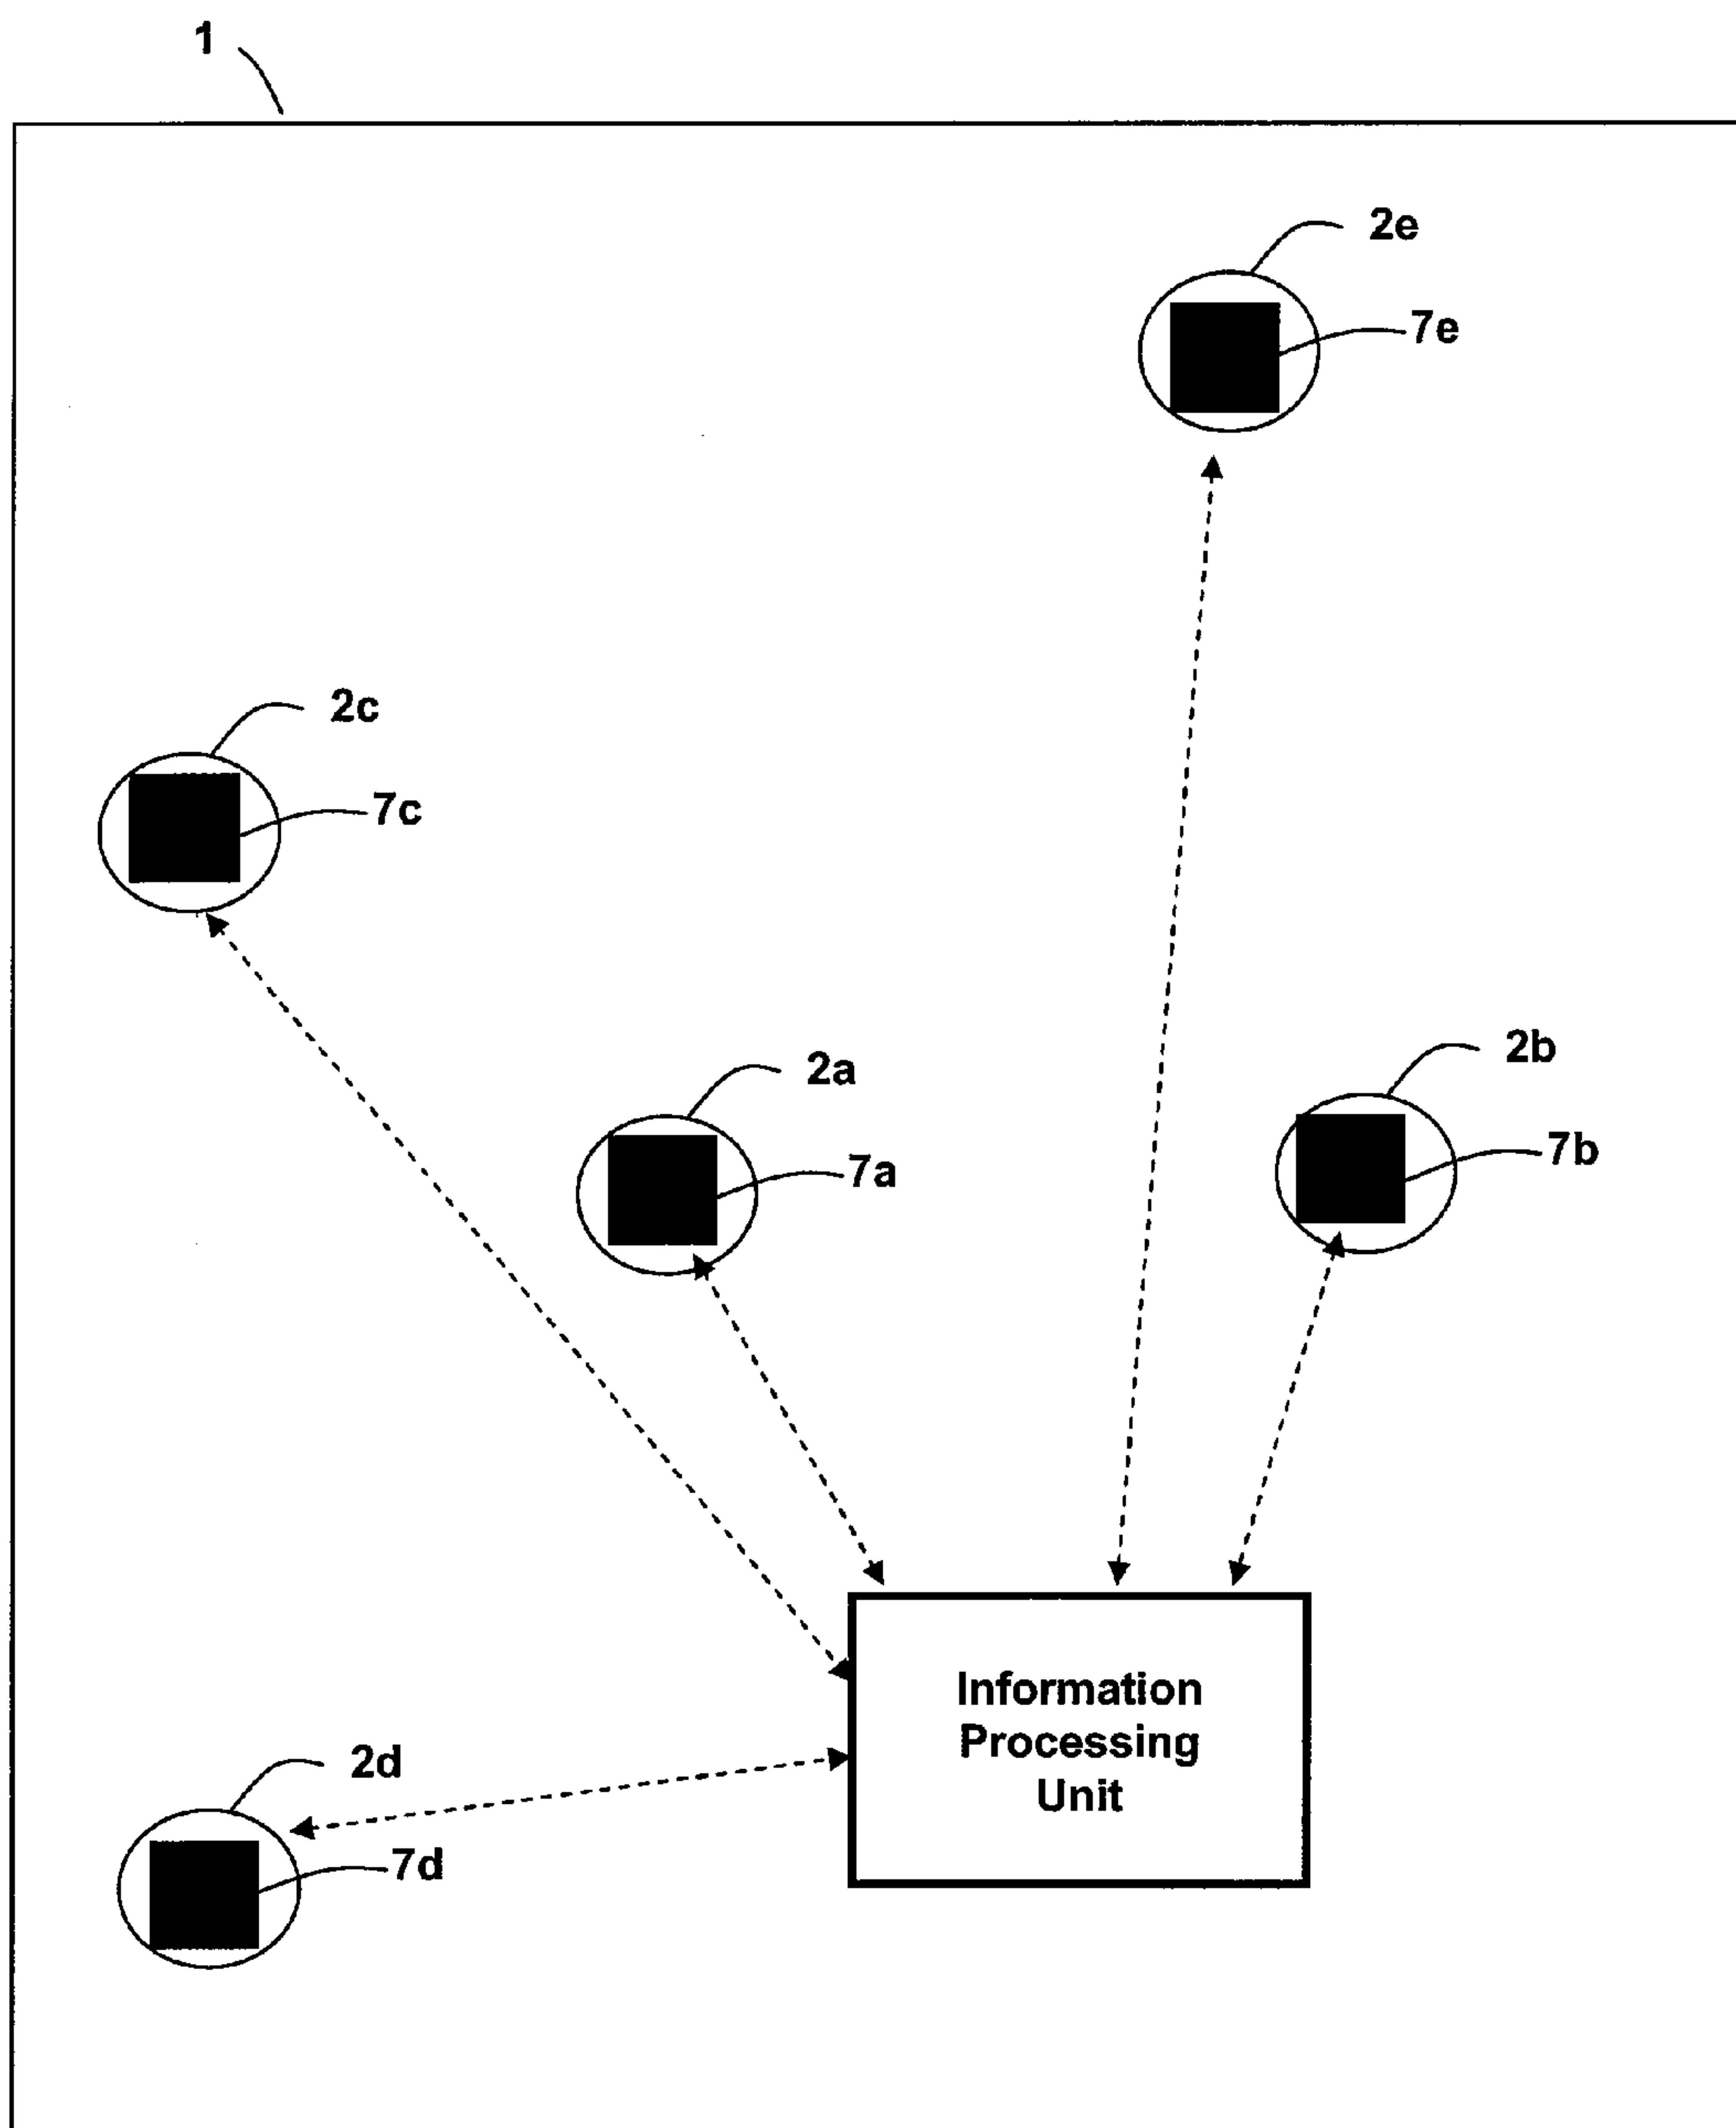 1
2e
7e
2c
7c
2a
7a
2b
7b
Information
Processing
Unit
2d
7d